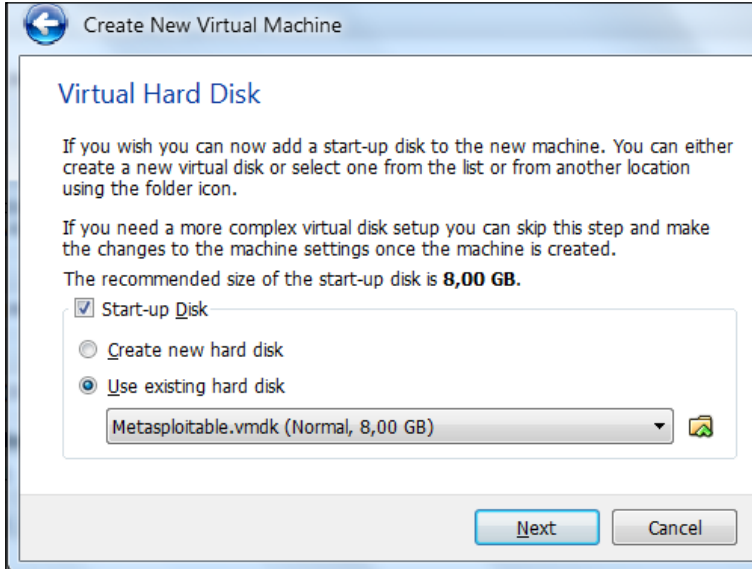 Create New Virtual Machine
Virtual Hard Disk
If you wish you can now add a start-up disk to the new machine. You can either
create a new virtual disk or select one from the list or from another location
using the folder icon.
If you need a more complex virtual disk setup you can skip this step and make
the changes to the machine settings once the machine is created.
The recommended size of the start-up disk is 8,00 GB.
Start-up Disk
Create new hard disk
Use existing hard disk
Metasploitable.vmdk (Normal, 8,00 GB)
Next Cancel